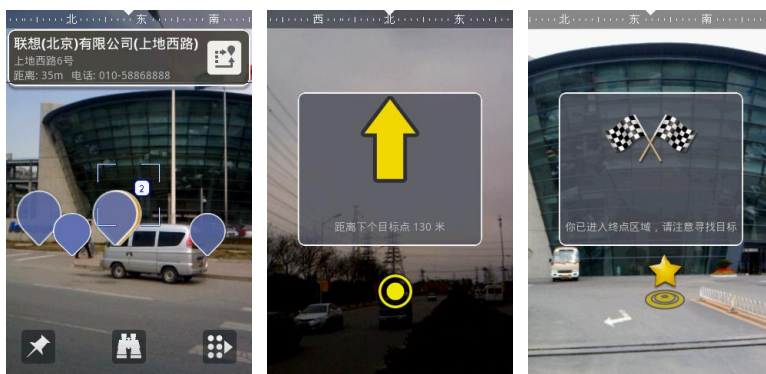 北 东 南
联想(北京)有限公司(上地西路)
上地西路6号
距离: 35m 电话: 010-58868888
2
西 北 东
距离下个目标点 130 米
北 东 南
你已进入终点区域，请注意寻找目标